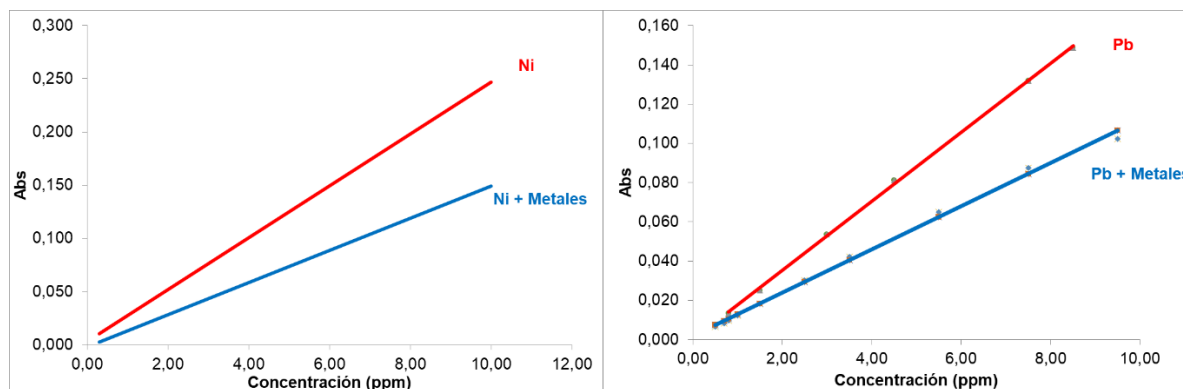 0,300
0,250
0,200
0,150
0,100
0,050
0,000
Abs
Ni
Ni + Metales
0,00 2,00 4,00 6,00 8,00 10,00 12,00
Concentración (ppm)
0,160
0,140
0,120
0,100
0,080
0,060
0,040
0,020
0,000
Abs
Pb
Pb + Metales
0,00 2,00 4,00 6,00 8,00 10,00
Concentración (ppm)